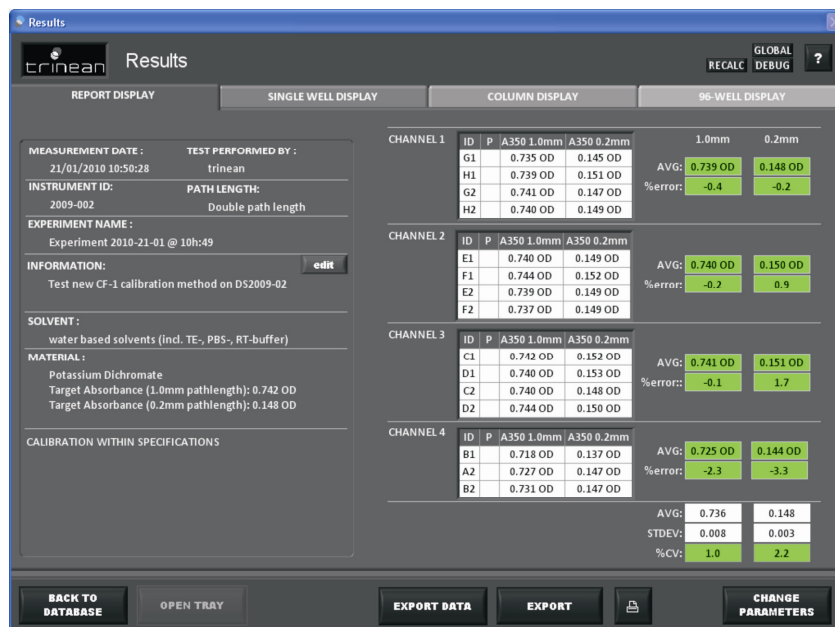 Results
trinean
Results
RECALC
GLOBAL
DEBUG
?
REPORT DISPLAY
SINGLE WELL DISPLAY
COLUMN DISPLAY
96-WELL DISPLAY
MEASUREMENT DATE :
TEST PERFORMED BY :
21/01/2010 10:50:28
trinean
INSTRUMENT ID:
PATH LENGTH:
2009-002
Double path length
EXPERIMENT NAME :
Experiment 2010-21-01 @ 10h:49
INFORMATION:
edit
Test new CF-1 calibration method on DS2009-02
SOLVENT :
water based solvents (incl. TE-, PBS-, RT-buffer)
MATERIAL :
Potassium Dichromate
Target Absorbance (1.0mm pathlength): 0.742 OD
Target Absorbance (0.2mm pathlength): 0.148 OD
CALIBRATION WITHIN SPECIFICATIONS
CHANNEL 1
ID P A350 1.0mm A350 0.2mm
G1 0.735 OD 0.145 OD
H1 0.739 OD 0.151 OD
G2 0.741 OD 0.147 OD
H2 0.740 OD 0.149 OD
1.0mm 0.2mm
AVG: 0.739 OD 0.148 OD
%error: -0.4 -0.2
CHANNEL 2
ID P A350 1.0mm A350 0.2mm
E1 0.740 OD 0.149 OD
F1 0.744 OD 0.152 OD
E2 0.739 OD 0.149 OD
F2 0.737 OD 0.149 OD
AVG: 0.740 OD 0.150 OD
%error: -0.2 0.9
CHANNEL 3
ID P A350 1.0mm A350 0.2mm
C1 0.742 OD 0.152 OD
D1 0.740 OD 0.153 OD
C2 0.740 OD 0.148 OD
D2 0.744 OD 0.150 OD
AVG: 0.741 OD 0.151 OD
%error:: -0.1 1.7
CHANNEL 4
ID P A350 1.0mm A350 0.2mm
B1 0.718 OD 0.137 OD
A2 0.727 OD 0.147 OD
B2 0.731 OD 0.147 OD
AVG: 0.725 OD 0.144 OD
%error: -2.3 -3.3
AVG: 0.736 0.148
STDEV: 0.008 0.003
%CV: 1.0 2.2
BACK TO
DATABASE
OPEN TRAY
EXPORT DATA
EXPORT
CHANGE
PARAMETERS